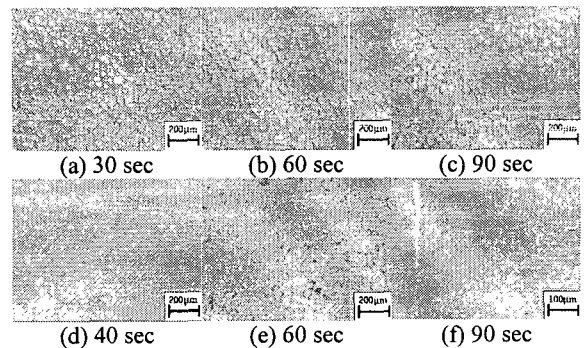 200µm 200µm 200µm
(a) 30 sec (b) 60 sec (c) 90 sec
200µm 200µm 100µm
(d) 40 sec (e) 60 sec (f) 90 sec